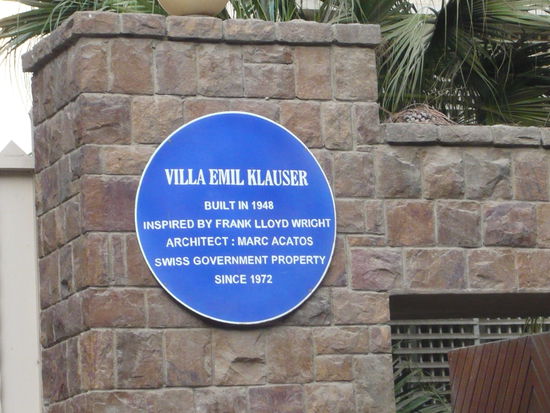 VILLA EMIL KLAUSER
BUILT IN 1948
INSPIRED BY FRANK LLOYD WRIGHT
ARCHITECT : MARC ACATOS
SWISS GOVERNMENT PROPERTY
SINCE 1972